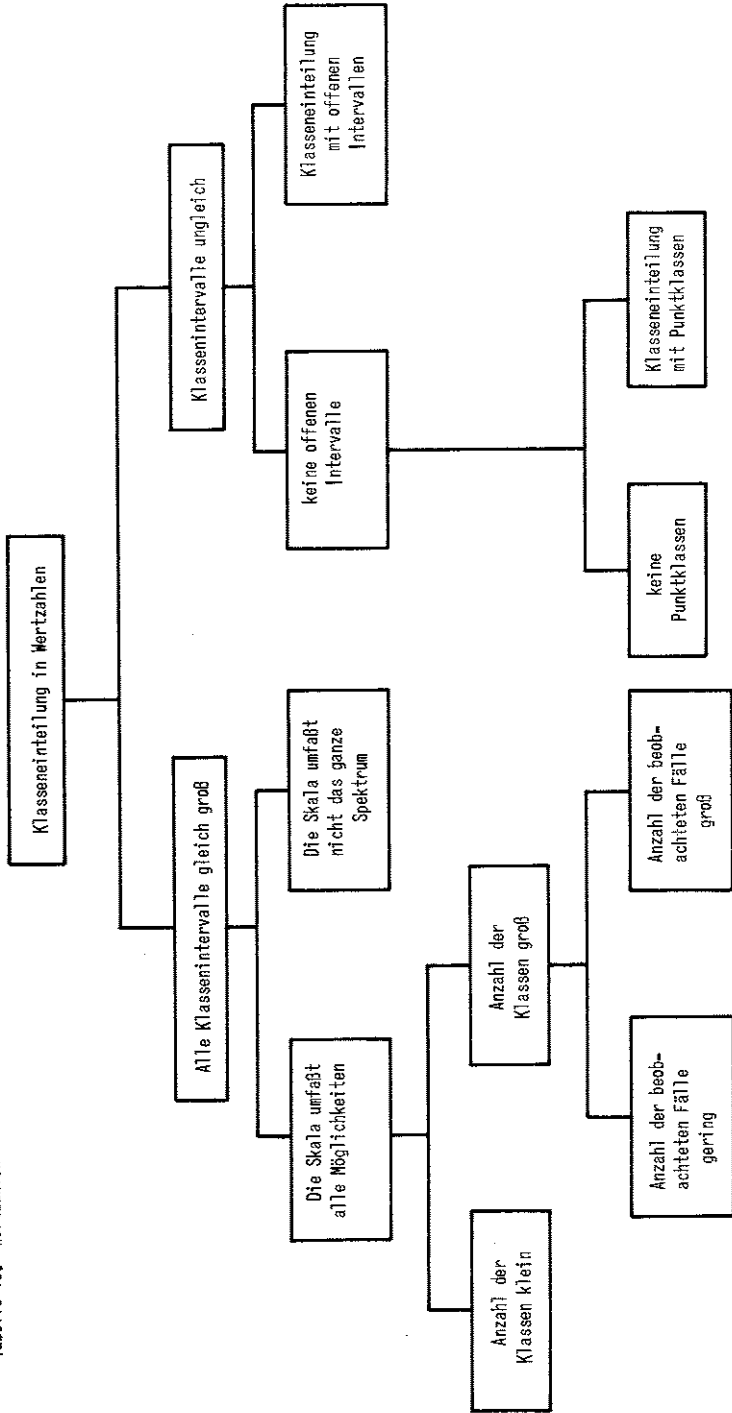 Klasseneinteilung in Wertzahlen
Alle Klassenintervalle gleich groß
Klassenintervalle ungleich
Die Skala umfaßt
alle Möglichkeiten
Die Skala umfaßt
nicht das ganze
Spektrum
keine offenen
Intervalle
Klasseneinteilung
mit offenen
Intervallen
Anzahl der
Klassen klein
Anzahl der
Klassen groß
Anzahl der beob-
achteten Fälle
gering
Anzahl der beob-
achteten Fälle
groß
keine
Punktklassen
Klasseneinteilung
mit Punktklassen